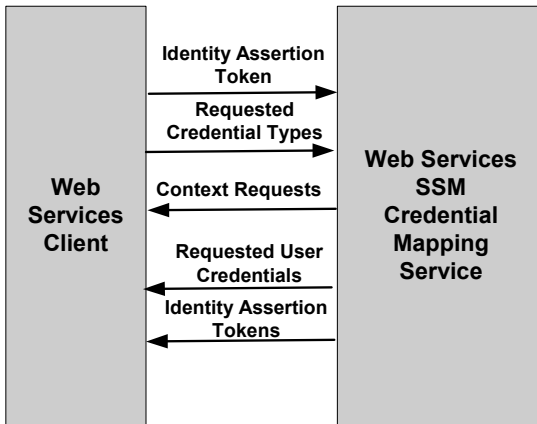 Identity Assertion
Token
Requested
Credential Types
Web
Services
Client
Context Requests
Web Services
SSM
Credential
Mapping
Service
Requested User
Credentials
Identity Assertion
Tokens